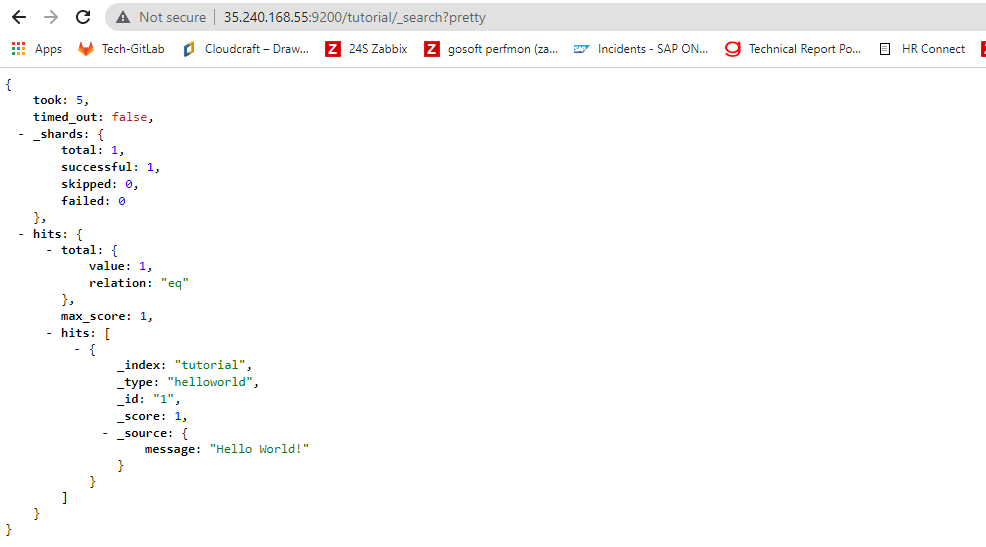 Not secure | 35.240.168.55:9200/tutorial/_search?pretty
Apps Tech-GitLab Cloudcraft – Draw... Z 24S Zabbix Z gosoft perfmon (za... SAP Incidents - SAP ON... Technical Report Po... HR Connect Z
{
took: 5,
timed_out: false,
- _shards: {
total: 1,
successful: 1,
skipped: 0,
failed: 0
},
- hits: {
- total: {
value: 1,
relation: "eq"
},
max_score: 1,
- hits: [
- {
_index: "tutorial",
_type: "helloworld",
_id: "1",
_score: 1,
- _source: {
message: "Hello World!"
}
}
]
}
}